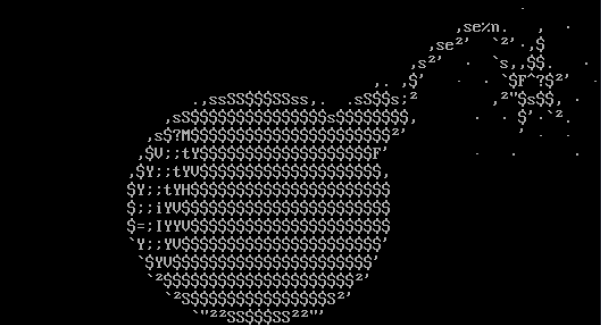 ,se%n. ,
,se²' `²'.,$
,s²' . `s,,$$.
,. ,$' . . `$F^?$²'
.,ssSS$$$SSss,. .sS$$s;² ,²"$s$$,
,sS$$$$$$$$$$$$$$$s$$$$$$$$, . . $'.`².
,s$?M$$$$$$$$$$$$$$$$$$$$$$$²' '
,$V;;tY$$$$$$$$$$$$$$$$$$$F'
,$Y;;tYV$$$$$$$$$$$$$$$$$$$$,
$Y;;tYH$$$$$$$$$$$$$$$$$$$$$
$;;iYV$$$$$$$$$$$$$$$$$$$$$$
$=;IYYV$$$$$$$$$$$$$$$$$$$$$
`Y;;YV$$$$$$$$$$$$$$$$$$$$$'
`$YV$$$$$$$$$$$$$$$$$$$$$'
`²$$$$$$$$$$$$$$$$$$$$²'
`²S$$$$$$$$$$$$$$S²'
`"²²SS$$$SS²²"'